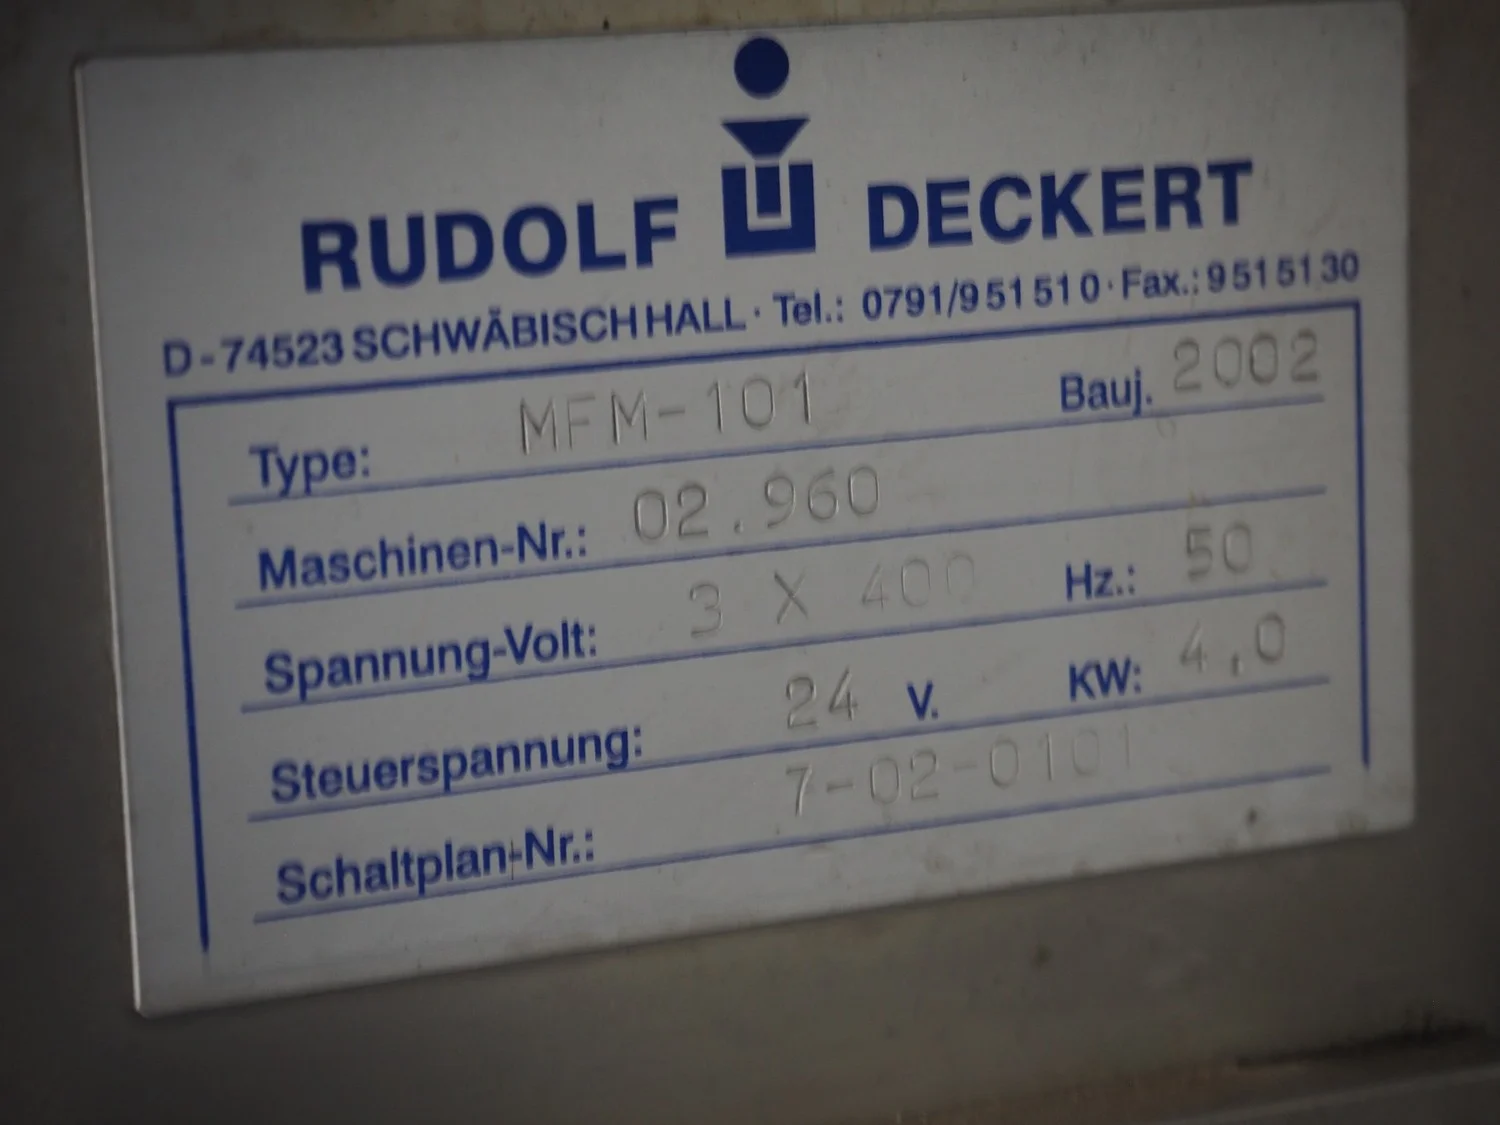 RUDOLF DECKERT
D-74523 SCHWÄBISCH HALL · Tel.: 0791/951510 · Fax.: 9515130
Type: MFM-101 Bauj. 2002
Maschinen-Nr.: 02.960
Spannung-Volt: 3 X 400 Hz.: 50
Steuerspannung: 24 V. KW: 4,0
Schaltplan-Nr.: 7-02-0101